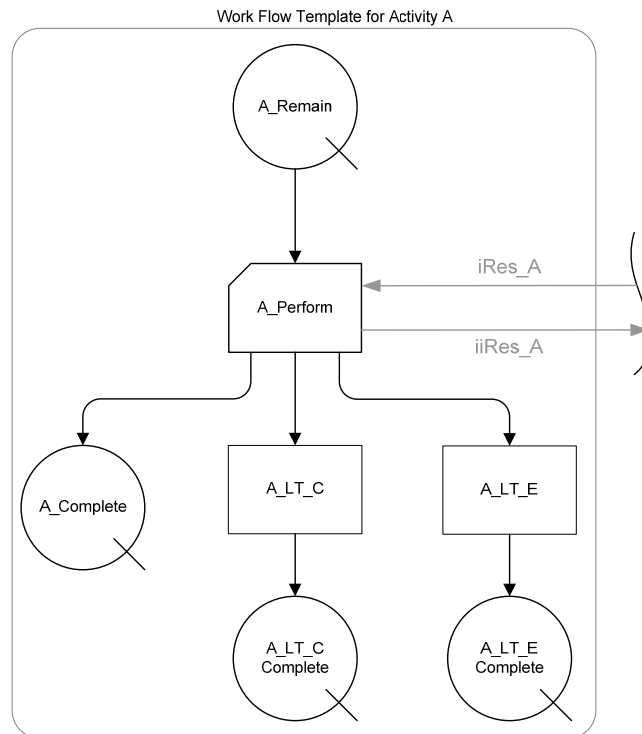 Work Flow Template for Activity A
A_Remain
iRes_A
A_Perform
iiRes_A
A_Complete
A_LT_C
A_LT_E
A_LT_C
Complete
A_LT_E
Complete